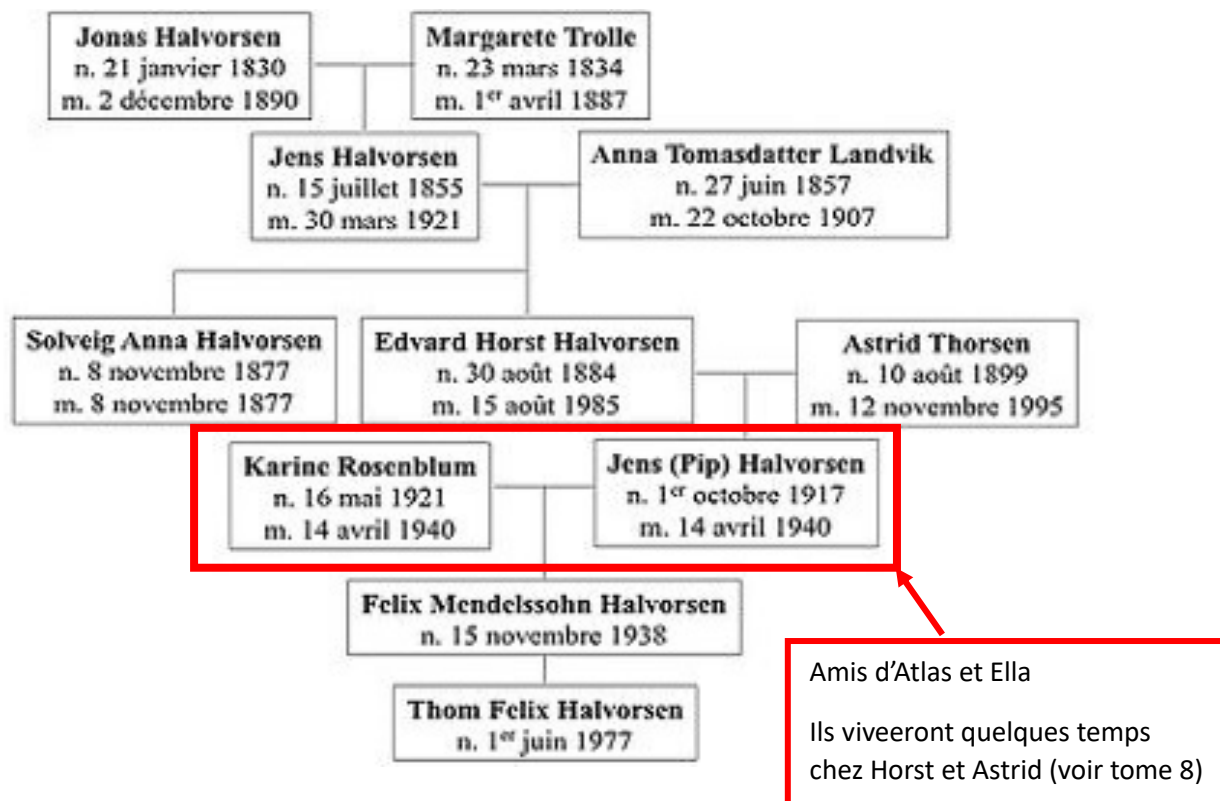 Jonas Halvorsen
n. 21 janvier 1830
m. 2 décembre 1890
Margarete Trolle
n. 23 mars 1834
m. 1er avril 1887
Jens Halvorsen
n. 15 juillet 1855
m. 30 mars 1921
Anna Tomasdatter Landvik
n. 27 juin 1857
m. 22 octobre 1907
Solveig Anna Halvorsen
n. 8 novembre 1877
m. 8 novembre 1877
Edvard Horst Halvorsen
n. 30 août 1884
m. 15 août 1985
Astrid Thorsen
n. 10 août 1899
m. 12 novembre 1995
Karine Rosenblum
n. 16 mai 1921
m. 14 avril 1940
Jens (Pip) Halvorsen
n. 1er octobre 1917
m. 14 avril 1940
Felix Mendelssohn Halvorsen
n. 15 novembre 1938
Thom Felix Halvorsen
n. 1er juin 1977
Amis d’Atlas et Ella
Ils viveeront quelques temps
chez Horst et Astrid (voir tome 8)